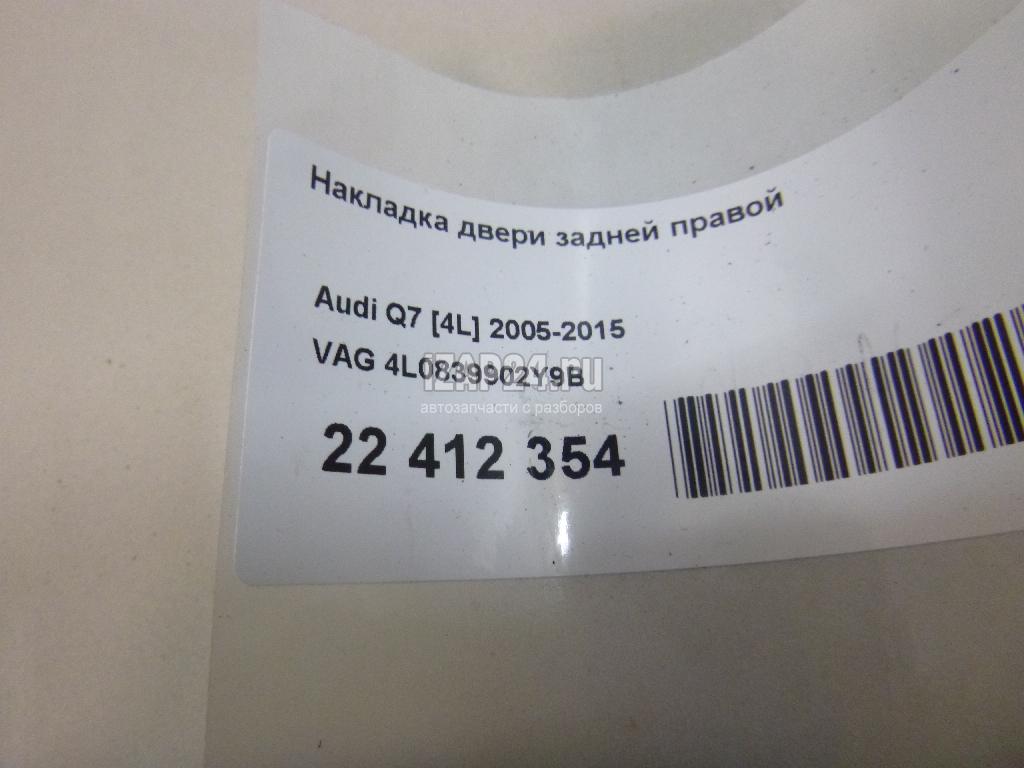 Накладка двери задней правой
Audi Q7 [4L] 2005-2015
VAG 4L0839902Y9B
iZAP24.ru
автозапчасти с разборов
22 412 354